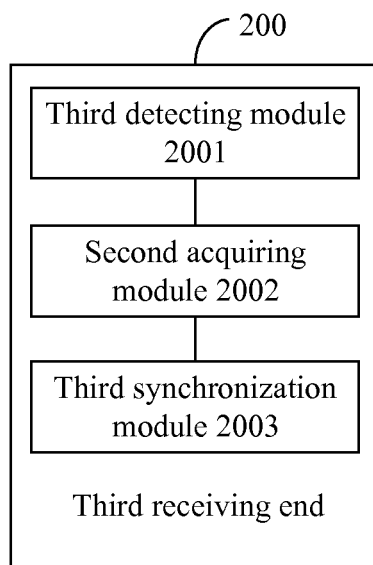 200
Third detecting module
2001
Second acquiring
module 2002
Third synchronization
module 2003
Third receiving end